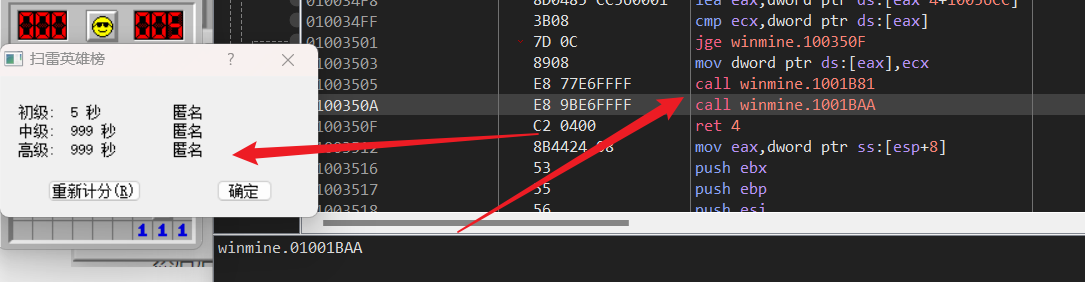 000
005
扫雷英雄榜
?
初级: 5 秒 匿名
中级: 999 秒 匿名
高级: 999 秒 匿名
重新计分(R)
确定
1 1 1
8D0485 CC560001 lea eax,dword ptr ds:[eax*4+10056CC]
010034FF 3B08 cmp ecx,dword ptr ds:[eax]
01003501 7D 0C jge winmine.100350F
01003503 8908 mov dword ptr ds:[eax],ecx
01003505 E8 77E6FFFF call winmine.1001B81
0100350A E8 9BE6FFFF call winmine.1001BAA
0100350F C2 0400 ret 4
8B4424 08 mov eax,dword ptr ss:[esp+8]
01003516 53 push ebx
01003517 55 push ebp
01003518 56 push esi
winmine.01001BAA